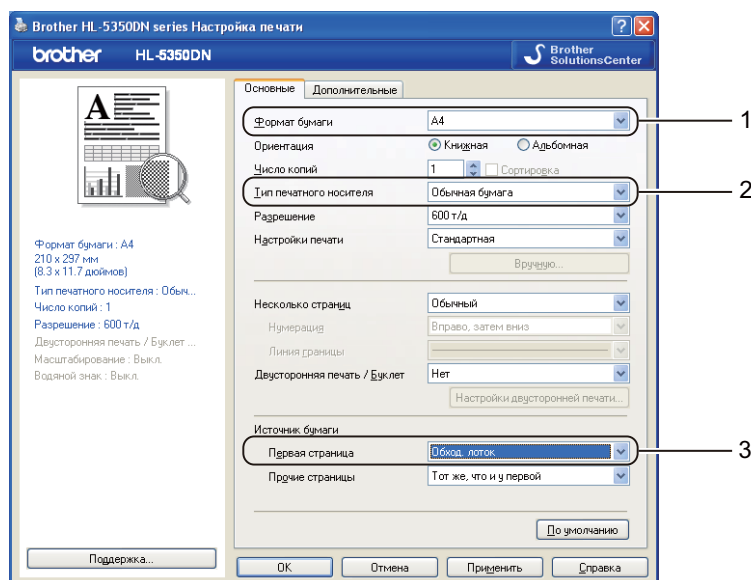 Brother HL-5350DN series Настройка печати
brother HL-5350DN
Brother
SolutionsCenter
A
Формат бумаги : A4
210 x 297 мм
(8.3 x 11.7 дюймов)
Тип печатного носителя : Обыч...
Число копий : 1
Разрешение : 600 т/д
Двусторонняя печать / Буклет ...
Масштабирование : Выкл.
Водяной знак : Выкл.
Поддержка...
Основные Дополнительные
Формат бумаги A4 1
Ориентация Книжная Альбомная
Число копий 1 Сортировка
Тип печатного носителя Обычная бумага 2
Разрешение 600 т/д
Настройки печати Стандартная
Вручную...
Несколько страниц Обычный
Нумерация Вправо, затем вниз
Линия границы
Двусторонняя печать / Буклет Нет
Настройки двусторонней печати...
Источник бумаги
Первая страница Обход. лоток 3
Прочие страницы Тот же, что и у первой
По умолчанию
OK Отмена Применить Справка